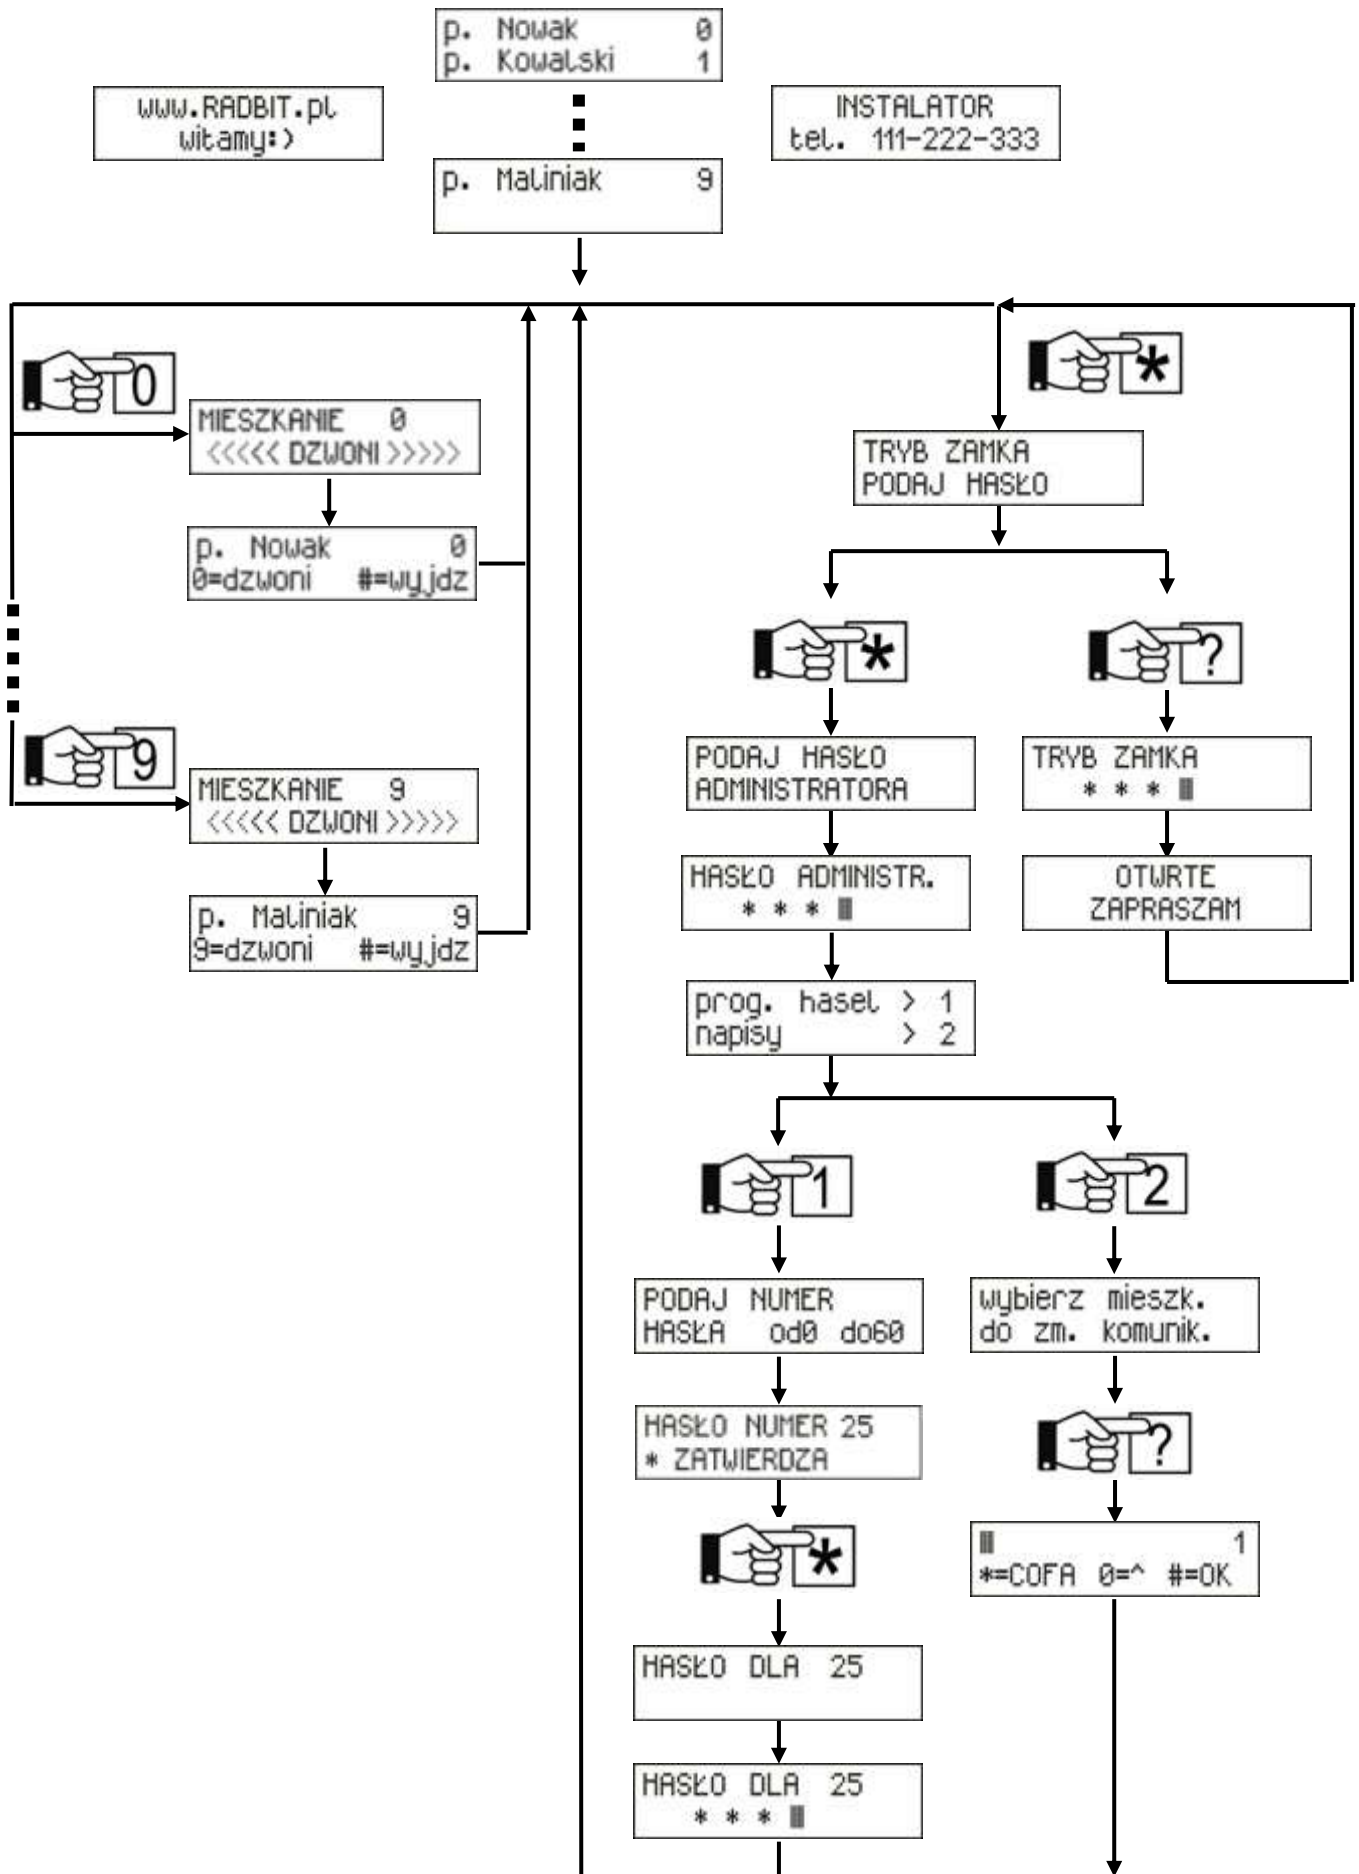 p. Nowak 0
p. Kowalski 1
www.RADBIT.pl
witamy:>
INSTALATOR
tel. 111-222-333
p. Maliniak 9
0
*
MIESZKANIE 0
<<<<< DZWONI >>>>>
TRYB ZAMKA
PODAJ HASŁO
p. Nowak 0
0=dzwoni #=wyjdz
*
?
9
PODAJ HASŁO
ADMINISTRATORA
TRYB ZAMKA
* * *
MIESZKANIE 9
<<<<< DZWONI >>>>>
HASŁO ADMINISTR.
* * *
OTWRTE
ZAPRASZAM
p. Maliniak 9
9=dzwoni #=wyjdz
prog. hasel > 1
napisy > 2
1
2
PODAJ NUMER
HASŁA od0 do60
wybierz mieszk.
do zm. komunik.
HASŁO NUMER 25
* ZATWIERDZA
?
*
1
*=COFA 0=^ #=OK
HASŁO DLA 25
HASŁO DLA 25
* * *